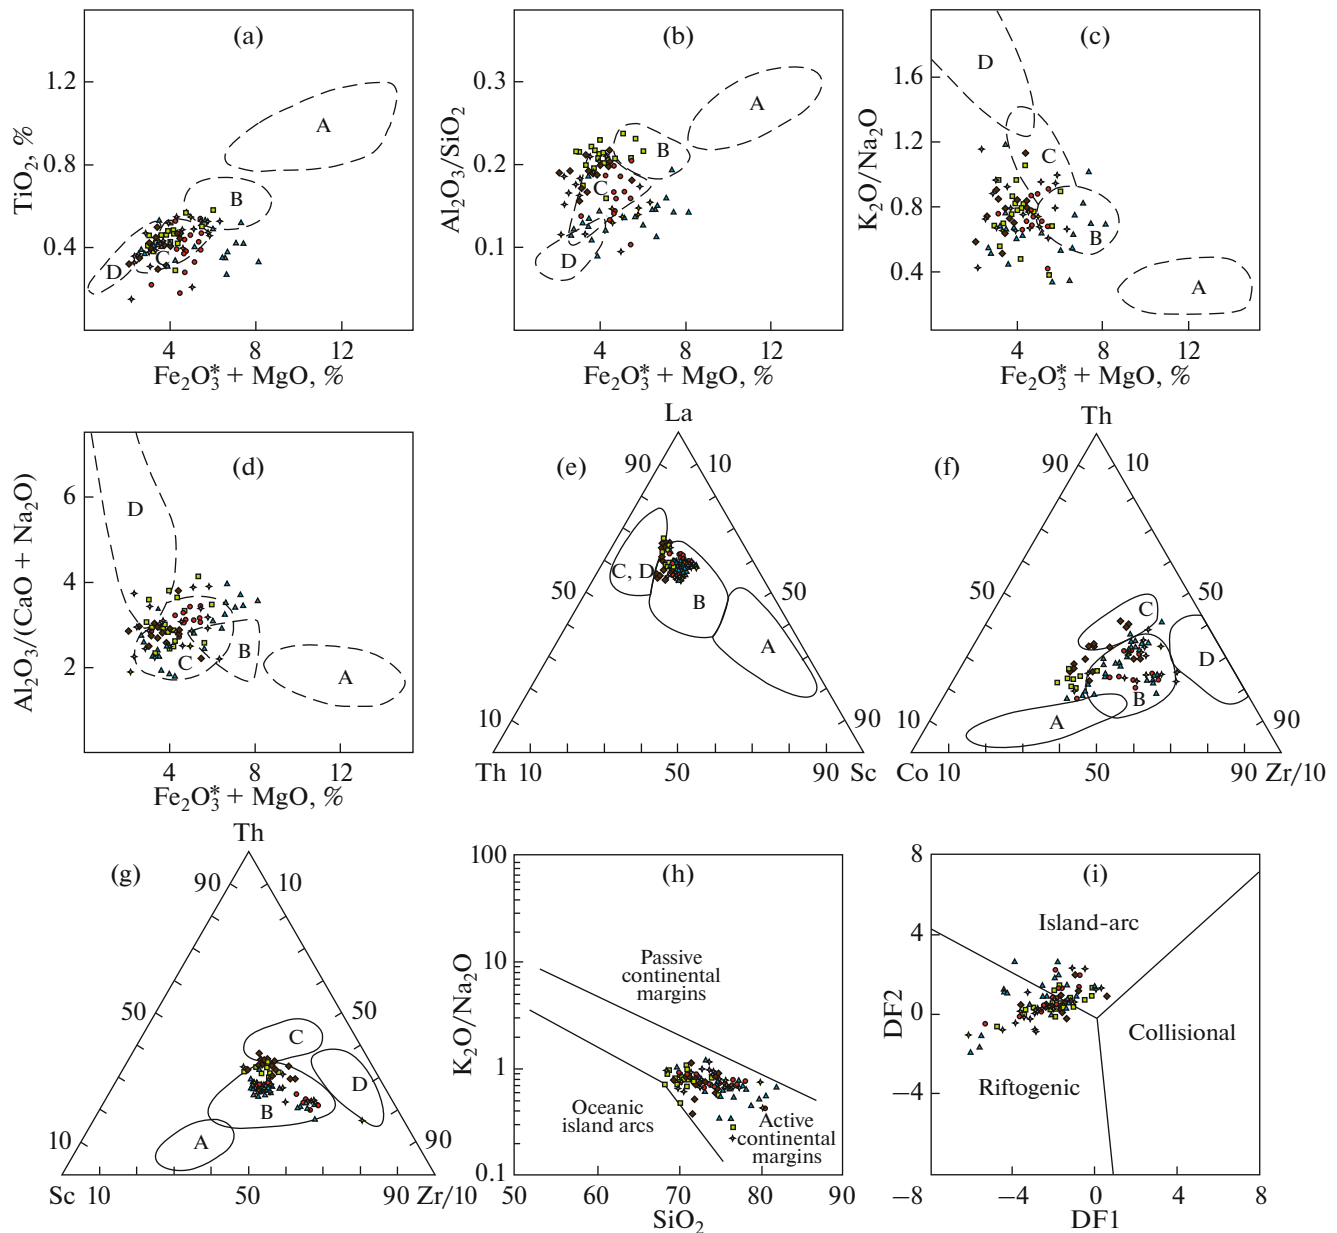 (a)
TiO2, %
1.2
0.8
0.4
A
B
C
D
4 8 12
Fe2O3* + MgO, %
(b)
Al2O3/SiO2
0.3
0.2
0.1
A
B
C
D
4 8 12
Fe2O3* + MgO, %
(c)
K2O/Na2O
1.6
1.2
0.8
0.4
D
C
B
A
4 8 12
Fe2O3* + MgO, %
(d)
Al2O3/(CaO + Na2O)
6
4
2
D
C
B
A
4 8 12
Fe2O3* + MgO, %
(e)
La
90 10
50 50
C, D
B
A
10 90
Th 10 50 90 Sc
(f)
Th
90 10
50 50
C
D
B
A
10 90
Co 10 50 90 Zr/10
(g)
Th
90 10
50 50
C
D
B
A
10 90
Sc 10 50 90 Zr/10
(h)
K2O/Na2O
100
10
1
0.1
Passive
continental
margins
Oceanic
island arcs
Active
continental
margins
50 60 70 80 90
SiO2
(i)
DF2
8
4
0
−4
Island-arc
Collisional
Riftogenic
−8 −4 0 4 8
DF1